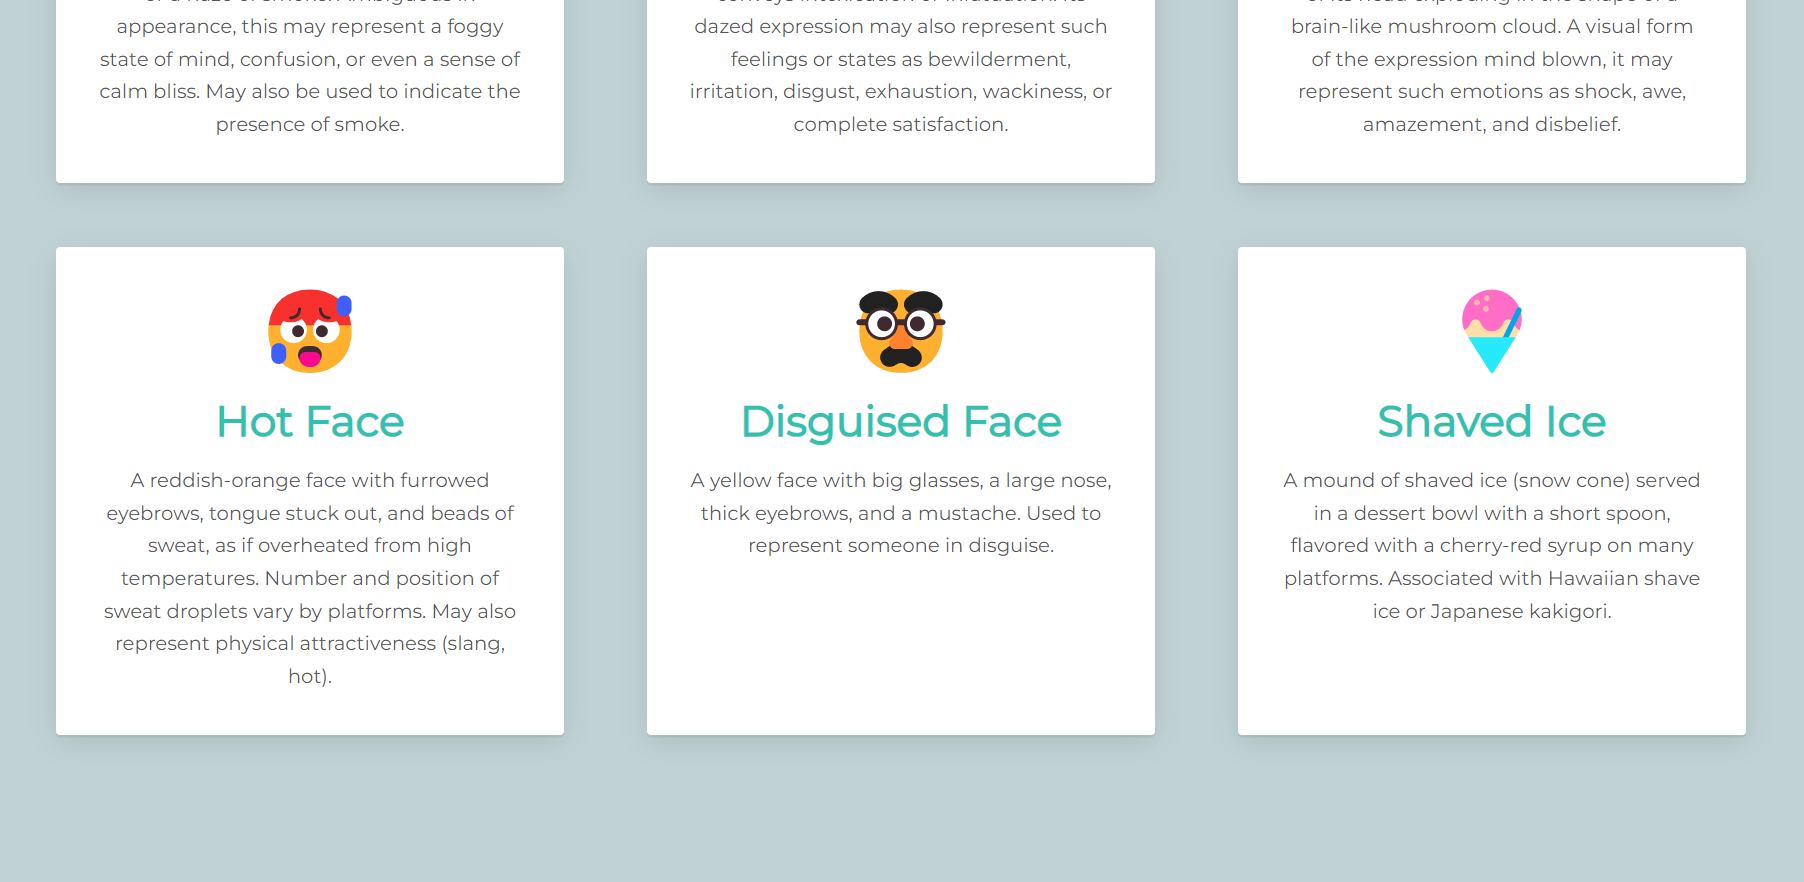 appearance, this may represent a foggy
state of mind, confusion, or even a sense of
calm bliss. May also be used to indicate the
presence of smoke.
dazed expression may also represent such
feelings or states as bewilderment,
irritation, disgust, exhaustion, wackiness, or
complete satisfaction.
brain-like mushroom cloud. A visual form
of the expression mind blown, it may
represent such emotions as shock, awe,
amazement, and disbelief.
Hot Face
A reddish-orange face with furrowed
eyebrows, tongue stuck out, and beads of
sweat, as if overheated from high
temperatures. Number and position of
sweat droplets vary by platforms. May also
represent physical attractiveness (slang,
hot).
Disguised Face
A yellow face with big glasses, a large nose,
thick eyebrows, and a mustache. Used to
represent someone in disguise.
Shaved Ice
A mound of shaved ice (snow cone) served
in a dessert bowl with a short spoon,
flavored with a cherry-red syrup on many
platforms. Associated with Hawaiian shave
ice or Japanese kakigori.